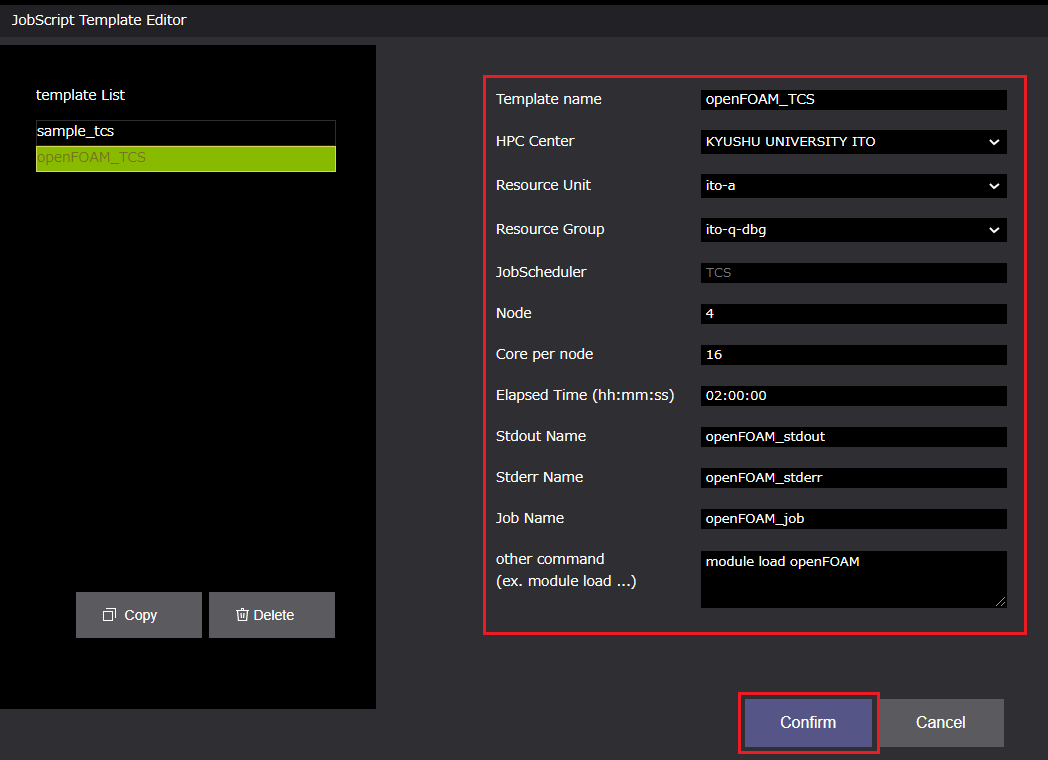 JobScript Template Editor
template List
sample_tcs
openFOAM_TCS
Copy
Delete
Template name openFOAM_TCS
HPC Center KYUSHU UNIVERSITY ITO
Resource Unit ito-a
Resource Group ito-q-dbg
JobScheduler TCS
Node 4
Core per node 16
Elapsed Time (hh:mm:ss) 02:00:00
Stdout Name openFOAM_stdout
Stderr Name openFOAM_stderr
Job Name openFOAM_job
other command module load openFOAM
(ex. module load ...)
Confirm Cancel